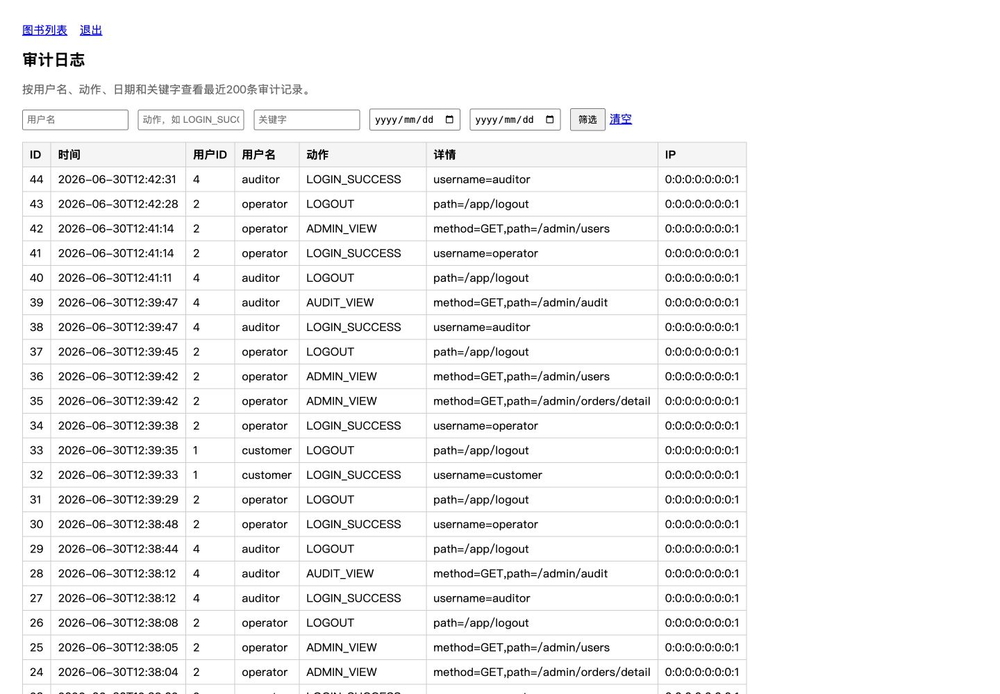 图书列表 退出
审计日志
按用户名、动作、日期和关键字查看最近200条审计记录。
用户名 动作，如 LOGIN_SUCC 关键字 yyyy/mm/dd yyyy/mm/dd 筛选 清空
ID 时间 用户ID 用户名 动作 详情 IP
44 2026-06-30T12:42:31 4 auditor LOGIN_SUCCESS username=auditor 0:0:0:0:0:0:0:1
43 2026-06-30T12:42:28 2 operator LOGOUT path=/app/logout 0:0:0:0:0:0:0:1
42 2026-06-30T12:41:14 2 operator ADMIN_VIEW method=GET,path=/admin/users 0:0:0:0:0:0:0:1
41 2026-06-30T12:41:14 2 operator LOGIN_SUCCESS username=operator 0:0:0:0:0:0:0:1
40 2026-06-30T12:41:11 4 auditor LOGOUT path=/app/logout 0:0:0:0:0:0:0:1
39 2026-06-30T12:39:47 4 auditor AUDIT_VIEW method=GET,path=/admin/audit 0:0:0:0:0:0:0:1
38 2026-06-30T12:39:47 4 auditor LOGIN_SUCCESS username=auditor 0:0:0:0:0:0:0:1
37 2026-06-30T12:39:45 2 operator LOGOUT path=/app/logout 0:0:0:0:0:0:0:1
36 2026-06-30T12:39:42 2 operator ADMIN_VIEW method=GET,path=/admin/users 0:0:0:0:0:0:0:1
35 2026-06-30T12:39:42 2 operator ADMIN_VIEW method=GET,path=/admin/orders/detail 0:0:0:0:0:0:0:1
34 2026-06-30T12:39:38 2 operator LOGIN_SUCCESS username=operator 0:0:0:0:0:0:0:1
33 2026-06-30T12:39:35 1 customer LOGOUT path=/app/logout 0:0:0:0:0:0:0:1
32 2026-06-30T12:39:33 1 customer LOGIN_SUCCESS username=customer 0:0:0:0:0:0:0:1
31 2026-06-30T12:39:29 2 operator LOGOUT path=/app/logout 0:0:0:0:0:0:0:1
30 2026-06-30T12:38:48 2 operator LOGIN_SUCCESS username=operator 0:0:0:0:0:0:0:1
29 2026-06-30T12:38:44 4 auditor LOGOUT path=/app/logout 0:0:0:0:0:0:0:1
28 2026-06-30T12:38:12 4 auditor AUDIT_VIEW method=GET,path=/admin/audit 0:0:0:0:0:0:0:1
27 2026-06-30T12:38:12 4 auditor LOGIN_SUCCESS username=auditor 0:0:0:0:0:0:0:1
26 2026-06-30T12:38:08 2 operator LOGOUT path=/app/logout 0:0:0:0:0:0:0:1
25 2026-06-30T12:38:05 2 operator ADMIN_VIEW method=GET,path=/admin/users 0:0:0:0:0:0:0:1
24 2026-06-30T12:38:04 2 operator ADMIN_VIEW method=GET,path=/admin/orders/detail 0:0:0:0:0:0:0:1